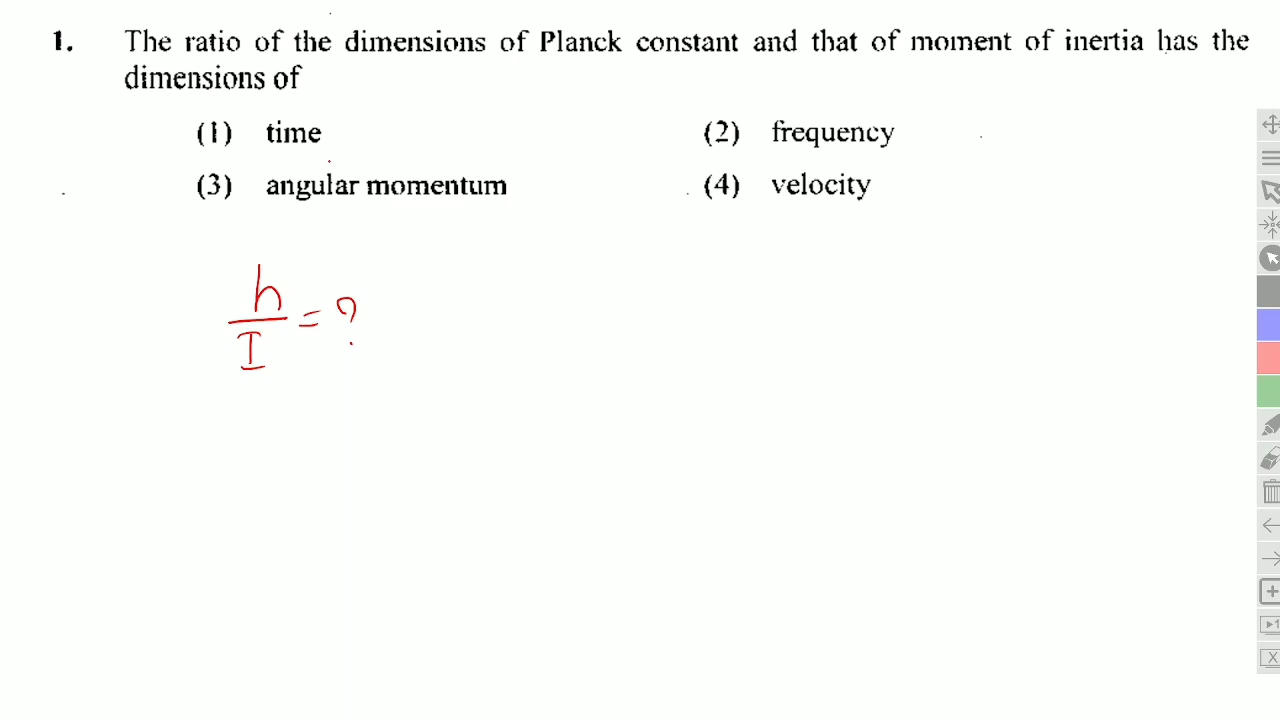 1. The ratio of the dimensions of Planck constant and that of moment of inertia has the
dimensions of
(1) time (2) frequency
(3) angular momentum (4) velocity
h/I = ?